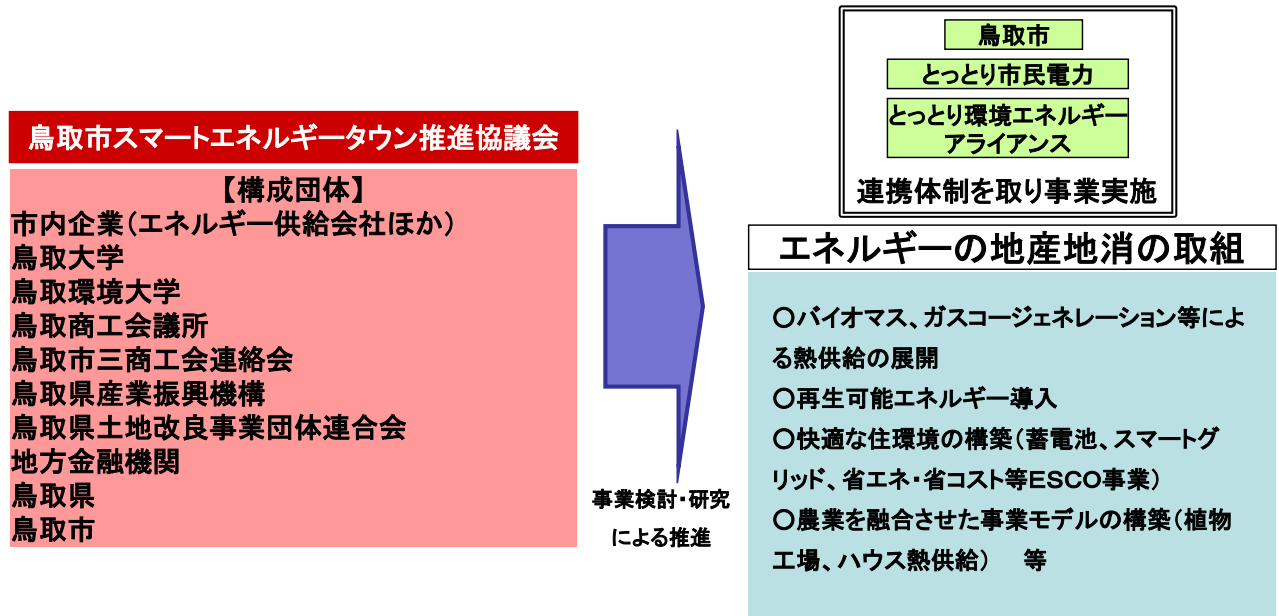 鳥取市スマートエネルギータウン推進協議会
【構成団体】
市内企業(エネルギー供給会社ほか)
鳥取大学
鳥取環境大学
鳥取商工会議所
鳥取市三商工会連絡会
鳥取県産業振興機構
鳥取県土地改良事業団体連合会
地方金融機関
鳥取県
鳥取市
事業検討・研究
による推進
鳥取市
とっとり市民電力
とっとり環境エネルギー
アライアンス
連携体制を取り事業実施
エネルギーの地産地消の取組
○バイオマス、ガスコージェネレーション等によ
る熱供給の展開
○再生可能エネルギー導入
○快適な住環境の構築(蓄電池、スマートグ
リッド、省エネ・省コスト等ESCO事業)
○農業を融合させた事業モデルの構築(植物
工場、ハウス熱供給)　等